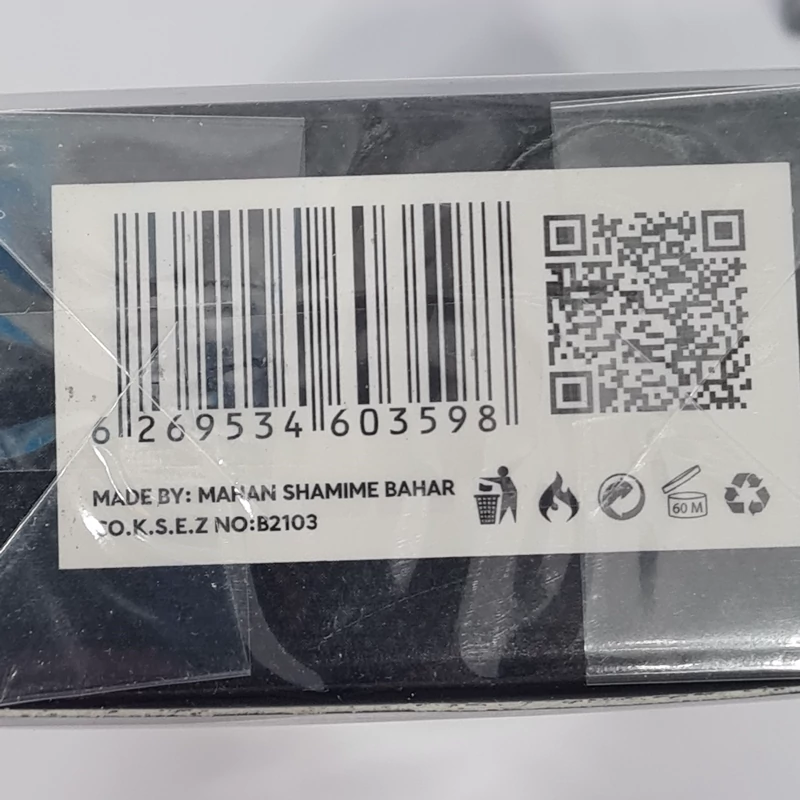 6 269534 603598
MADE BY: MAHAN SHAMIME BAHAR
CO.K.S.E.Z NO:B2103
60 M